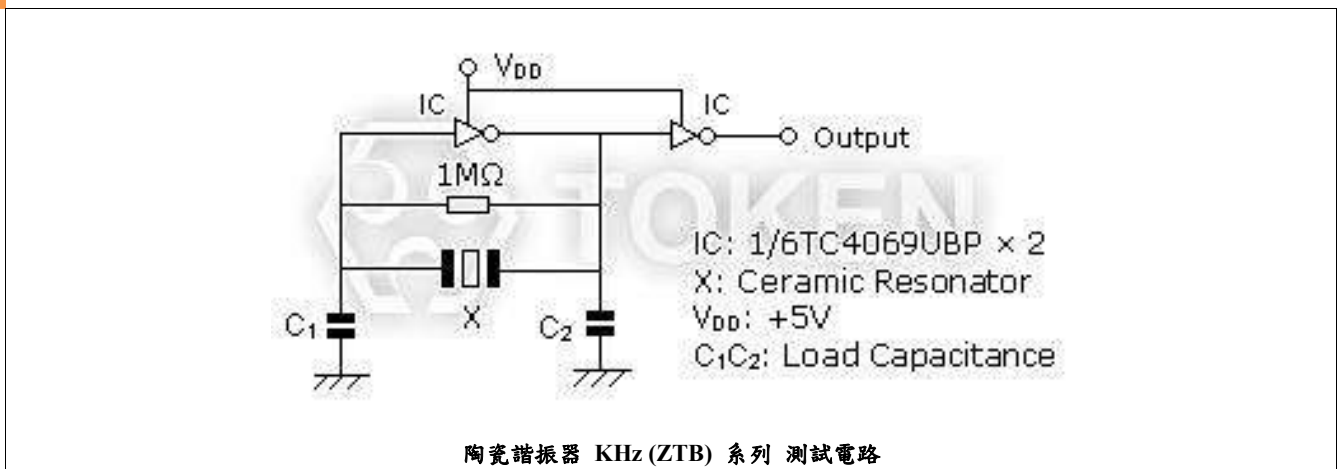 VDD
IC
IC
Output
1MΩ
TOKEN
IC: 1/6TC4069UBP × 2
X: Ceramic Resonator
VDD: +5V
C1C2: Load Capacitance
C1
X
C2
陶瓷諧振器 KHz (ZTB) 系列 測試電路